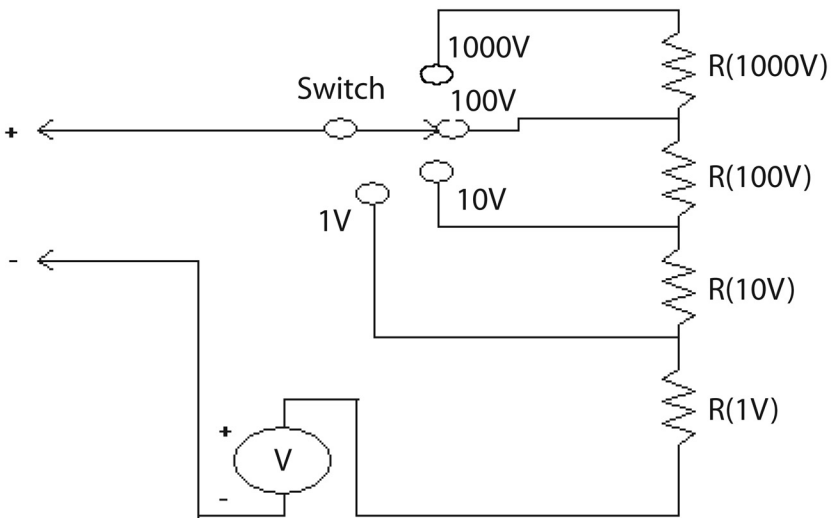 1000V
R(1000V)
Switch
100V
+
R(100V)
10V
1V
-
R(10V)
R(1V)
+
V
-